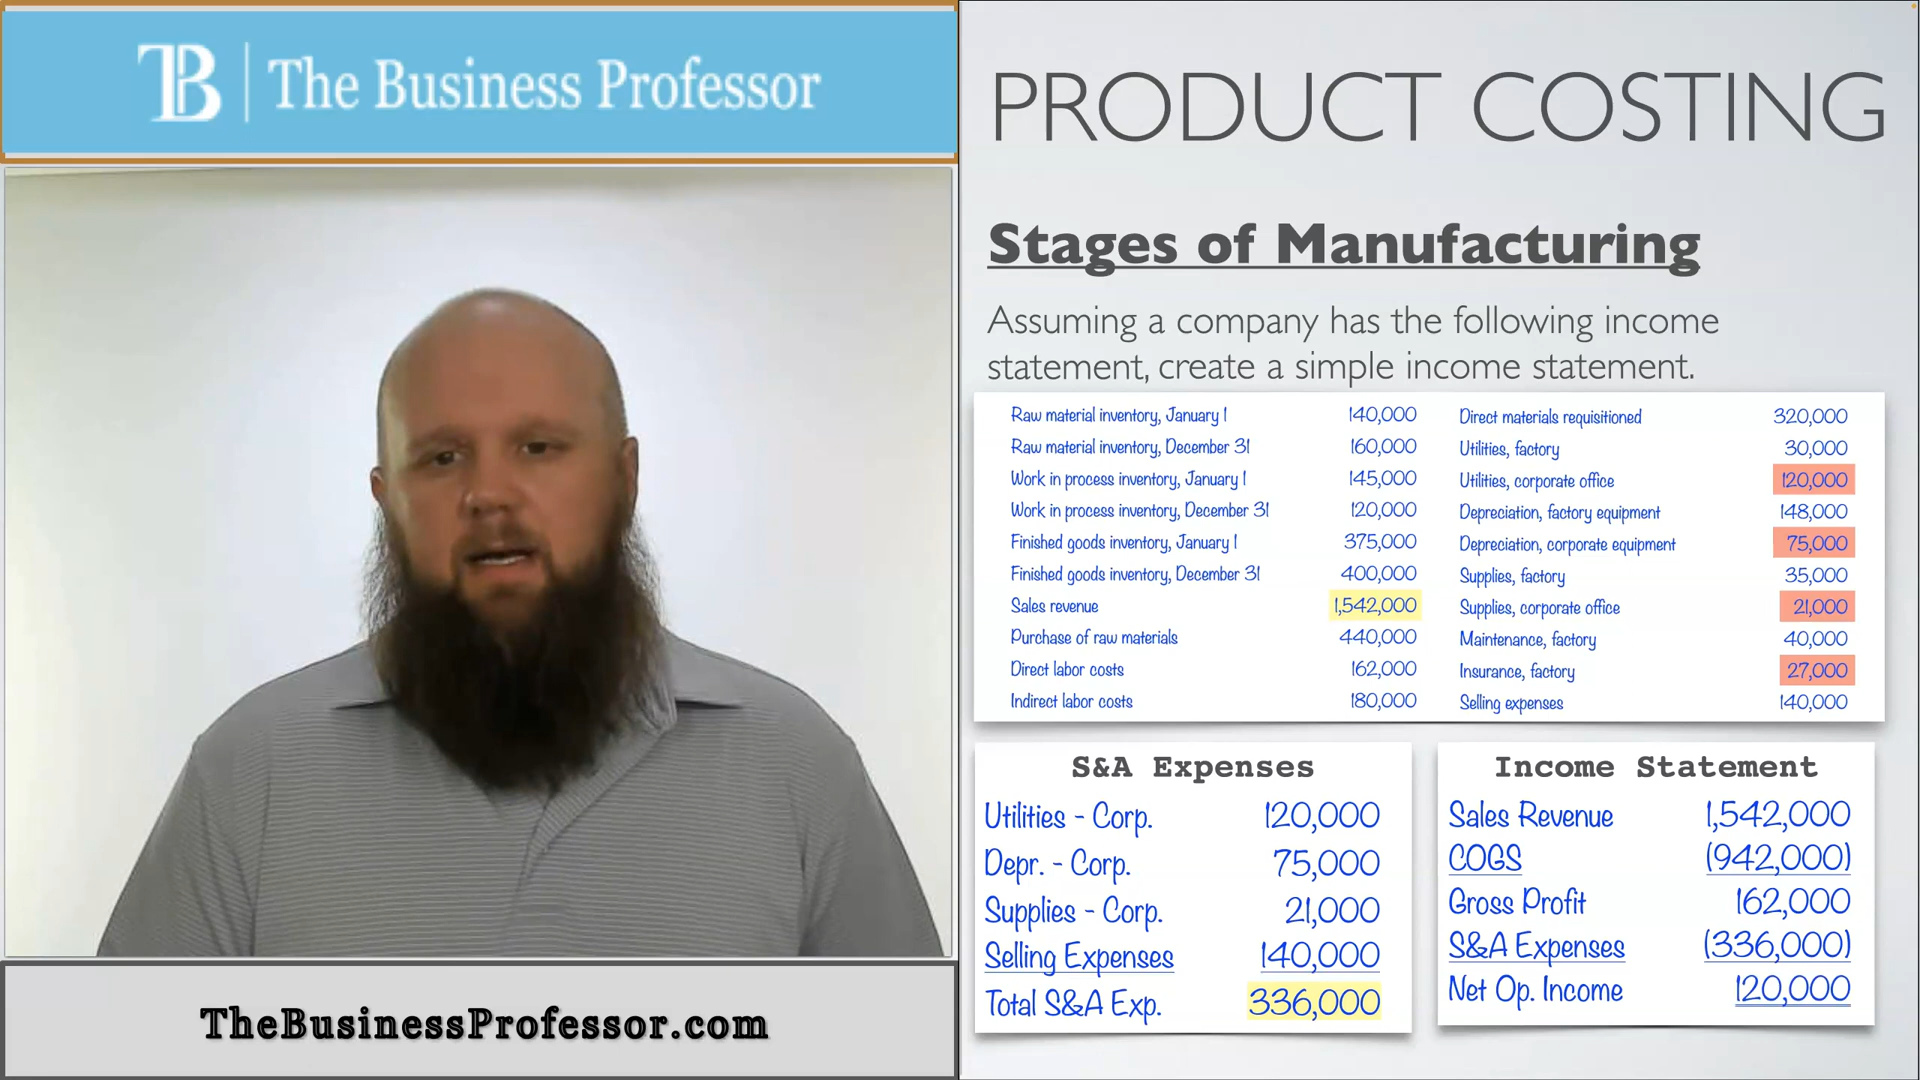 TB | The Business Professor
TheBusinessProfessor.com
PRODUCT COSTING
Stages of Manufacturing
Assuming a company has the following income
statement, create a simple income statement.
Raw material inventory, January 1 140,000
Raw material inventory, December 31 160,000
Work in process inventory, January 1 145,000
Work in process inventory, December 31 120,000
Finished goods inventory, January 1 375,000
Finished goods inventory, December 31 400,000
Sales revenue 1,542,000
Purchase of raw materials 440,000
Direct labor costs 162,000
Indirect labor costs 180,000
Direct materials requisitioned 320,000
Utilities, factory 30,000
Utilities, corporate office 120,000
Depreciation, factory equipment 148,000
Depreciation, corporate equipment 75,000
Supplies, factory 35,000
Supplies, corporate office 21,000
Maintenance, factory 40,000
Insurance, factory 27,000
Selling expenses 140,000
S&A Expenses
Utilities - Corp. 120,000
Depr. - Corp. 75,000
Supplies - Corp. 21,000
Selling Expenses 140,000
Total S&A Exp. 336,000
Income Statement
Sales Revenue 1,542,000
COGS (942,000)
Gross Profit 162,000
S&A Expenses (336,000)
Net Op. Income 120,000